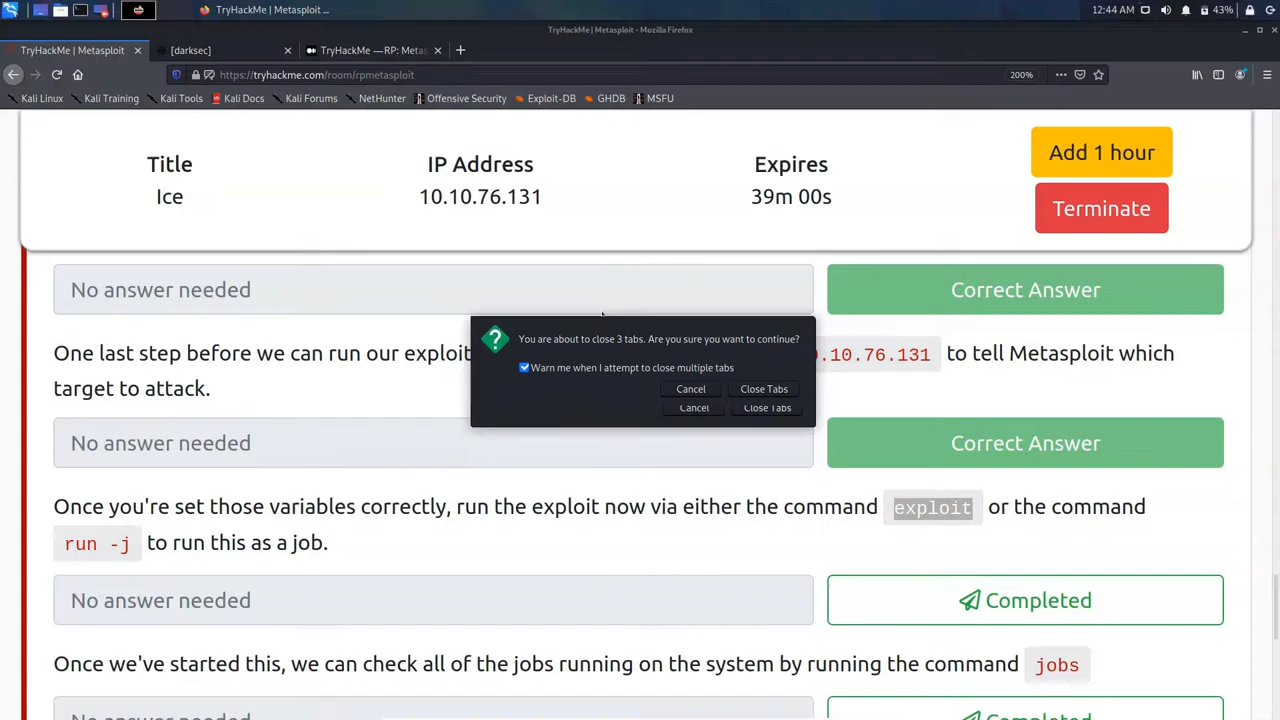 TryHackMe | Metasploit ...
12:44 AM
43%
TryHackMe | Metasploit - Mozilla Firefox
TryHackMe | Metasploit
[darksec]
TryHackMe — RP: Metas
https://tryhackme.com/room/rpmetasploit
200%
Kali Linux
Kali Training
Kali Tools
Kali Docs
Kali Forums
NetHunter
Offensive Security
Exploit-DB
GHDB
MSFU
Title
IP Address
Expires
Add 1 hour
Ice
10.10.76.131
39m 00s
Terminate
No answer needed
Correct Answer
You are about to close 3 tabs. Are you sure you want to continue?
Warn me when I attempt to close multiple tabs
Cancel
Close Tabs
Cancel
Close Tabs
One last step before we can run our exploit 0.10.76.131 to tell Metasploit which
target to attack.
No answer needed
Correct Answer
Once you're set those variables correctly, run the exploit now via either the command exploit or the command
run -j to run this as a job.
No answer needed
Completed
Once we've started this, we can check all of the jobs running on the system by running the command jobs
No answer needed
Completed